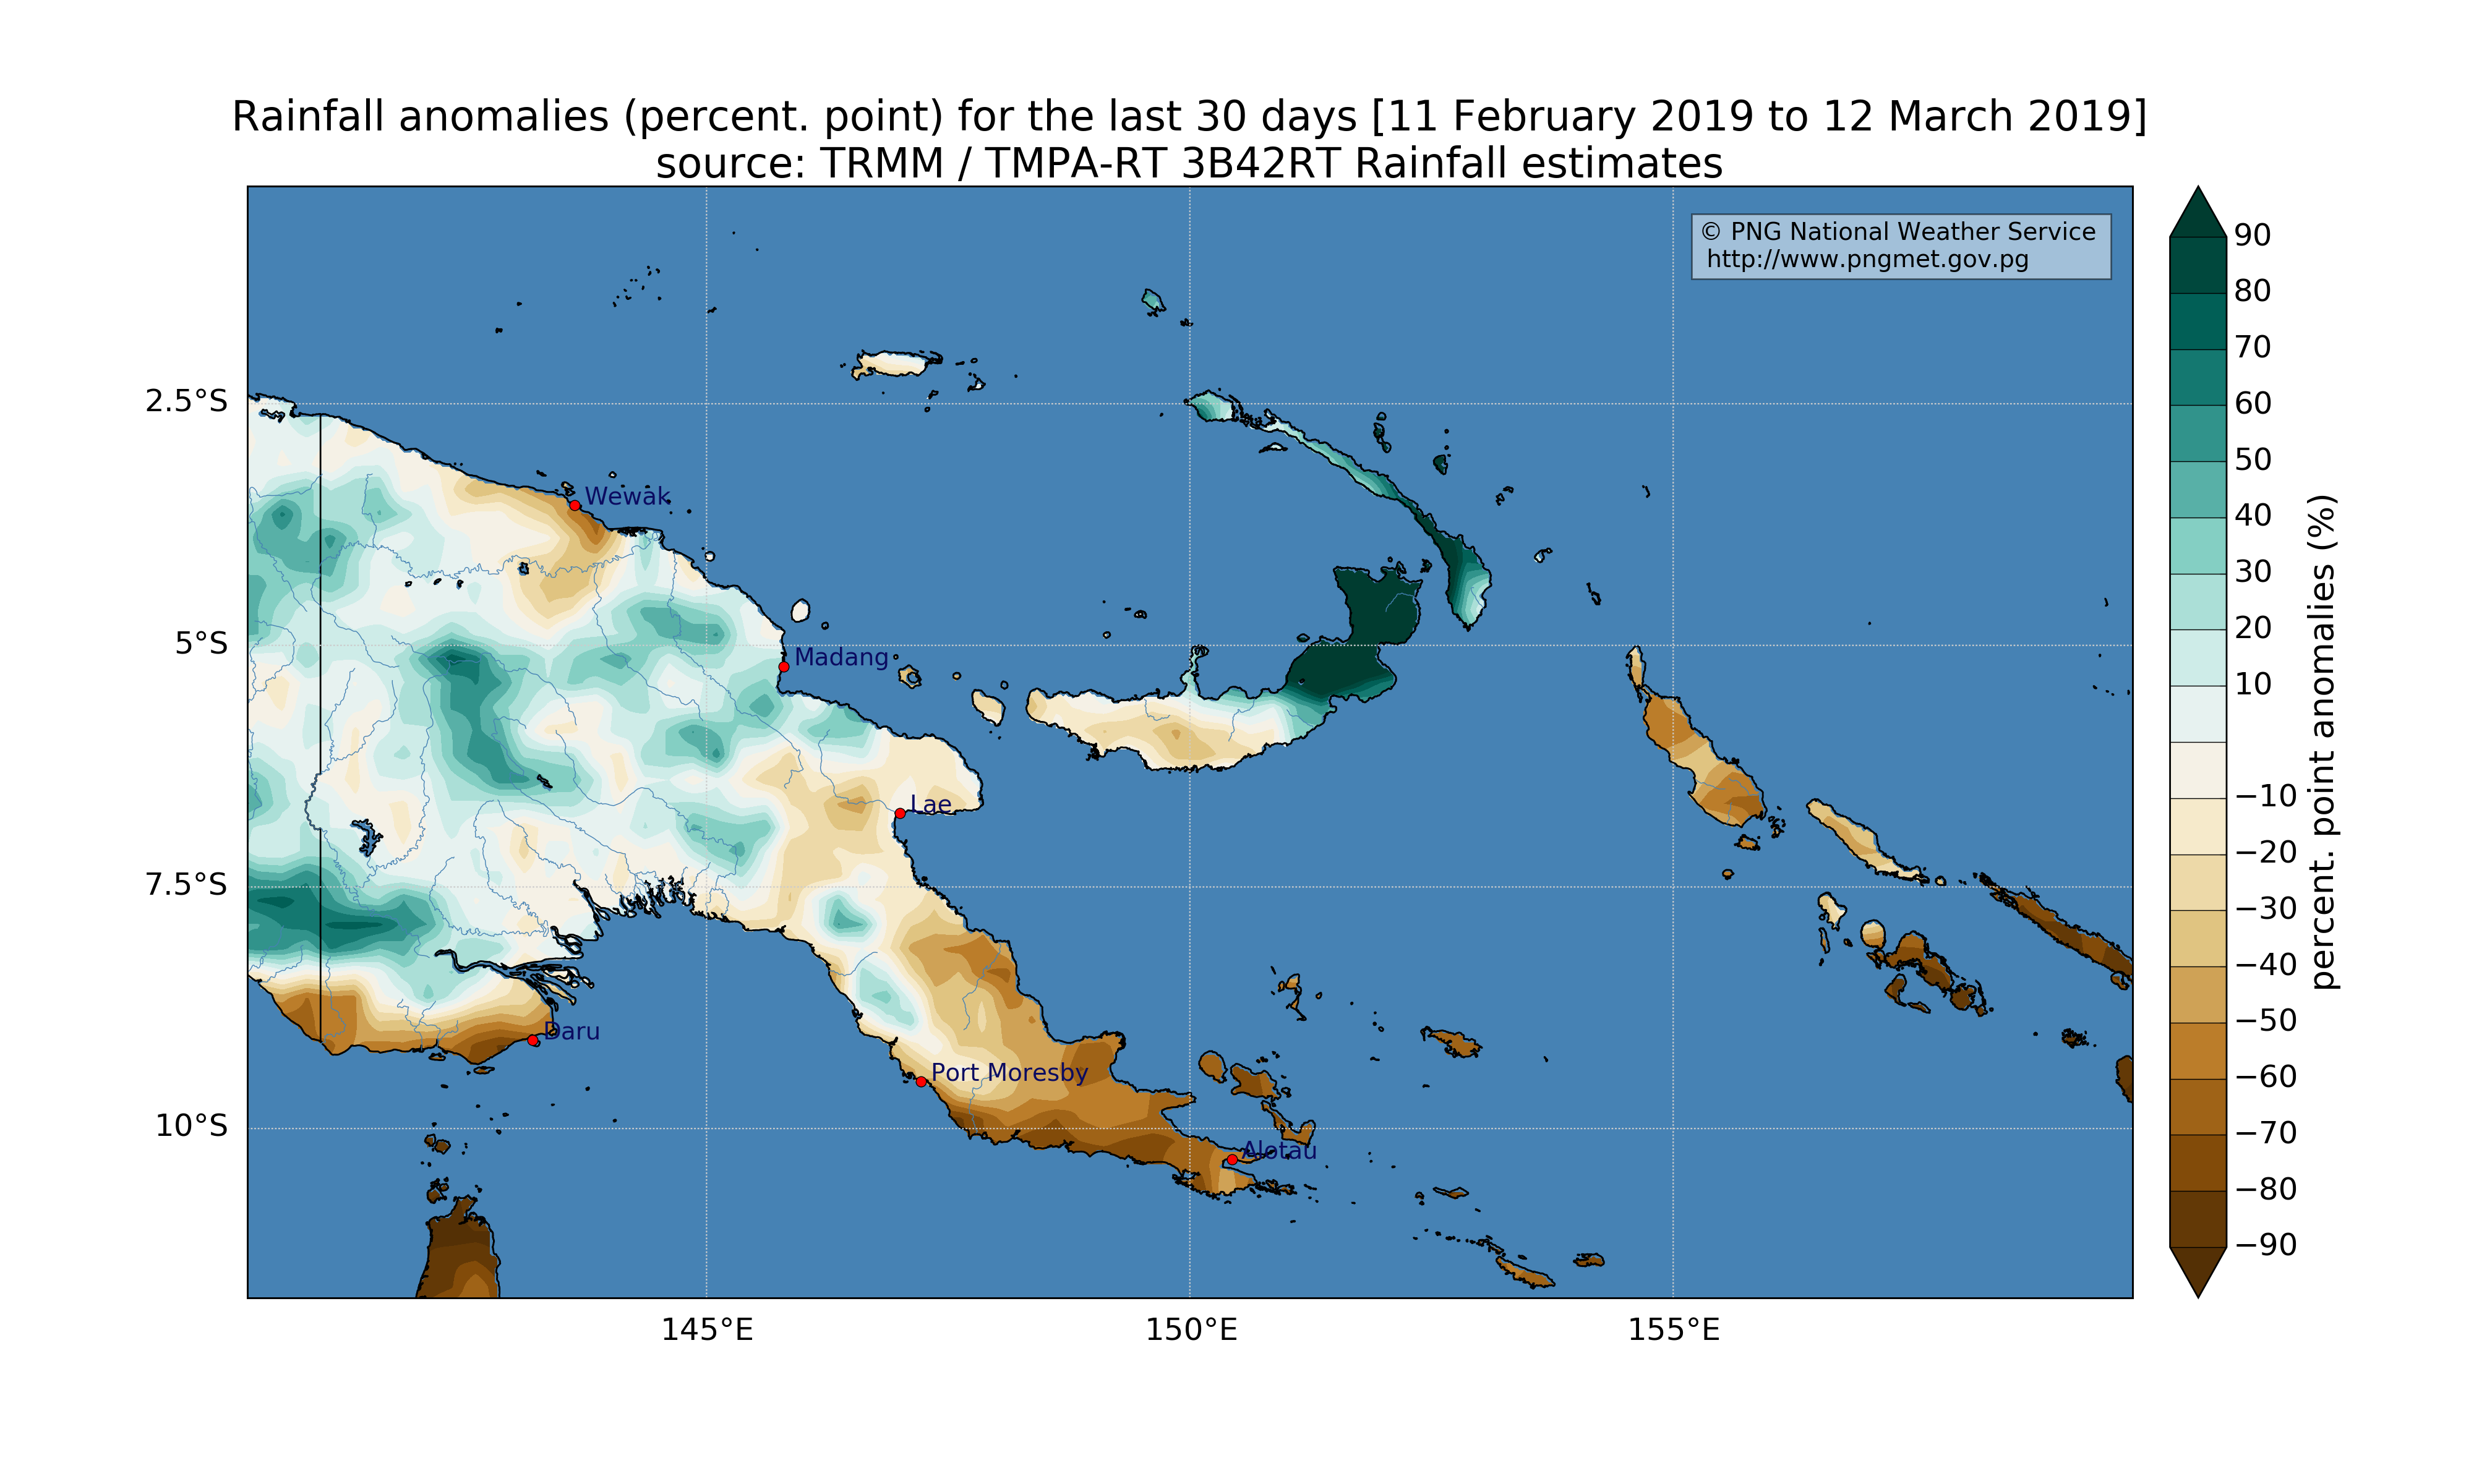 Rainfall anomalies (percent. point) for the last 30 days [11 February 2019 to 12 March 2019]
source: TRMM / TMPA-RT 3B42RT Rainfall estimates
© PNG National Weather Service
http://www.pngmet.gov.pg
2.5°S
5°S
7.5°S
10°S
Wewak
Madang
Lae
Daru
Port Moresby
Alotau
145°E
150°E
155°E
90
80
70
60
50
40
30
20
10
−10
−20
−30
−40
−50
−60
−70
−80
−90
percent. point anomalies (%)